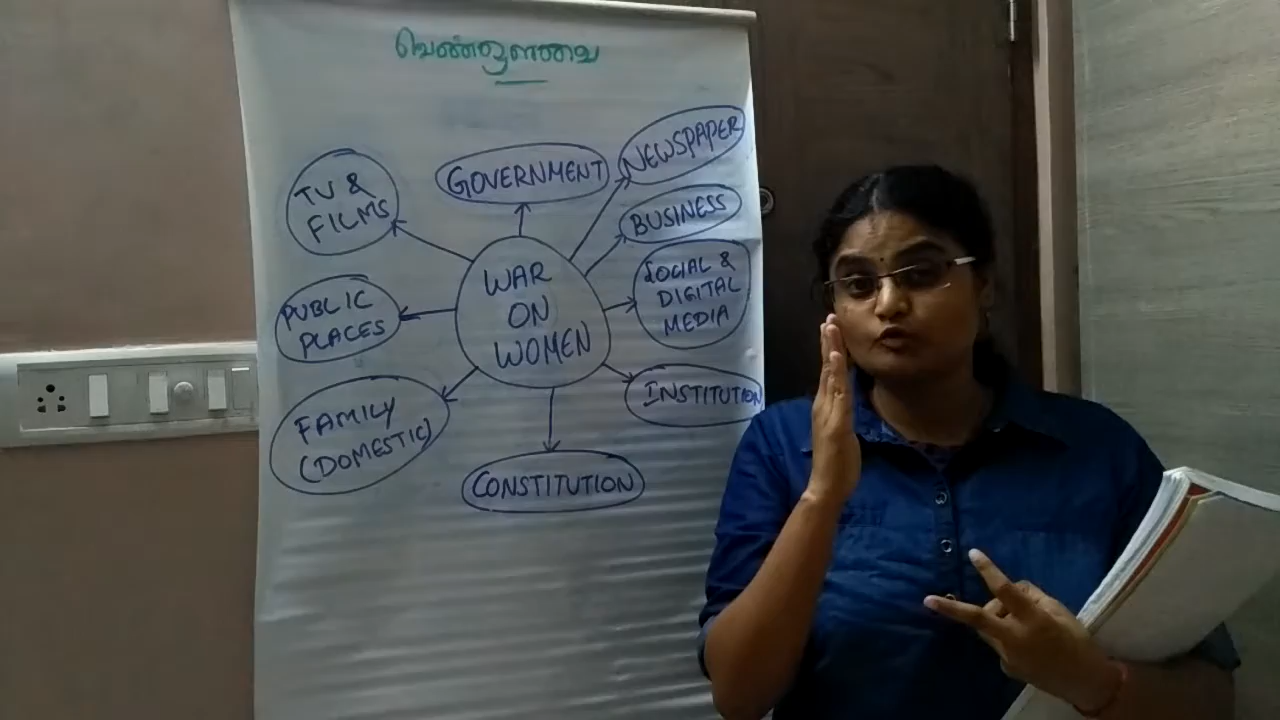 NEWSPAPER
GOVERNMENT
TV &
FILMS
BUSINESS
WAR
ON
WOMEN
SOCIAL &
DIGITAL
MEDIA
PUBLIC
PLACES
INSTITUTION
FAMILY
(DOMESTIC)
CONSTITUTION